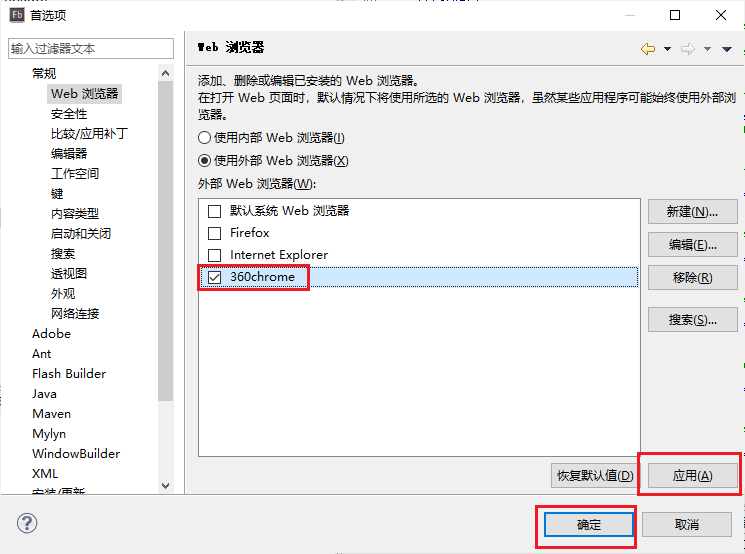 Fb 首选项
输入过滤器文本
常规
Web 浏览器
安全性
比较/应用补丁
编辑器
工作空间
键
内容类型
启动和关闭
搜索
透视图
外观
网络连接
Adobe
Ant
Flash Builder
Java
Maven
Mylyn
WindowBuilder
XML
安装/更新
Web 浏览器
添加、删除或编辑已安装的 Web 浏览器。
在打开 Web 页面时，默认情况下将使用所选的 Web 浏览器，虽然某些应用程序可能始终使用外部浏
览器。
使用内部 Web 浏览器(I)
使用外部 Web 浏览器(X)
外部 Web 浏览器(W):
默认系统 Web 浏览器
Firefox
Internet Explorer
360chrome
新建(N)...
编辑(E)...
移除(R)
搜索(S)...
恢复默认值(D)
应用(A)
?
确定
取消